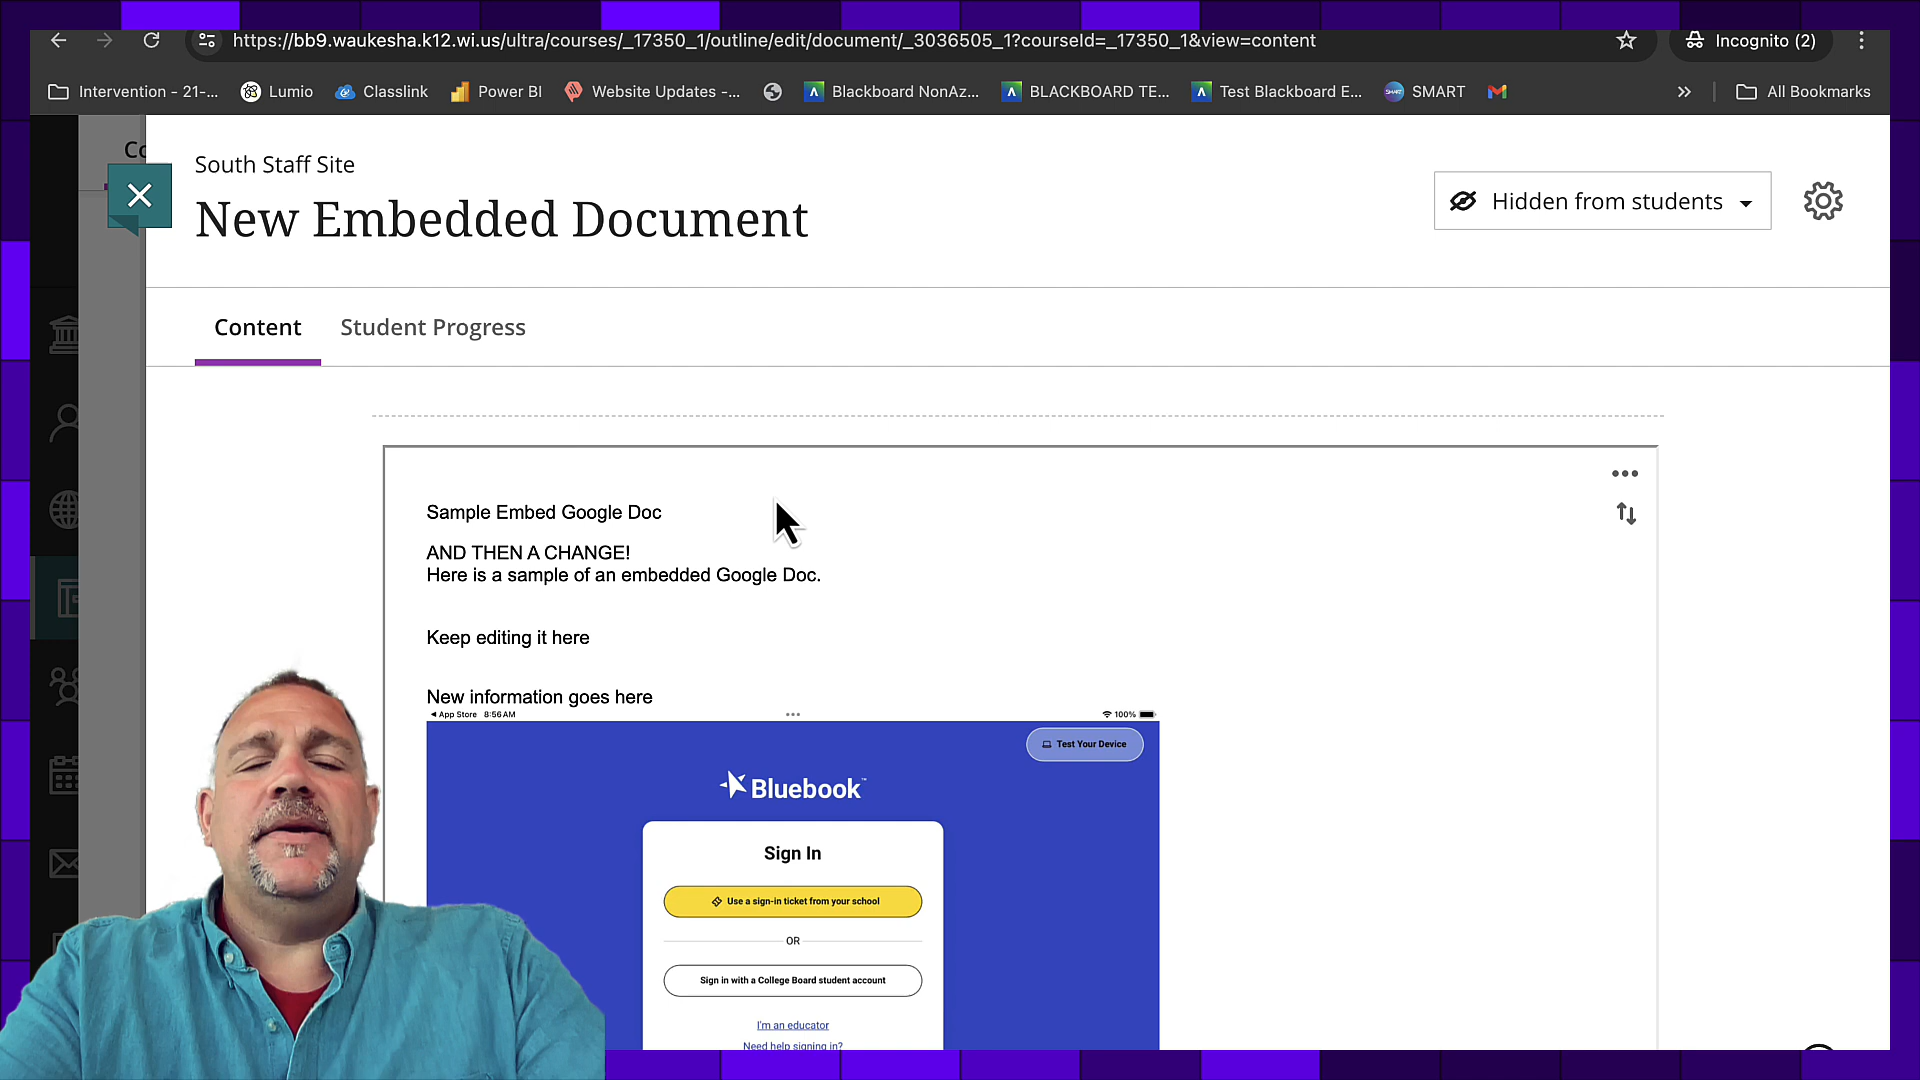 https://bb9.waukesha.k12.wi.us/ultra/courses/_17350_1/outline/edit/document/_3036505_1?courseId=_17350_1&view=content
Incognito (2)
Intervention - 21-...
Lumio
Classlink
Power BI
Website Updates -...
Blackboard NonAz...
BLACKBOARD TE...
Test Blackboard E...
SMART
All Bookmarks
South Staff Site
New Embedded Document
Hidden from students
Content
Student Progress
Sample Embed Google Doc
AND THEN A CHANGE!
Here is a sample of an embedded Google Doc.
Keep editing it here
New information goes here
App Store 8:56 AM
100%
Test Your Device
Bluebook
Sign In
Use a sign-in ticket from your school
OR
Sign in with a College Board student account
I'm an educator
Need help signing in?